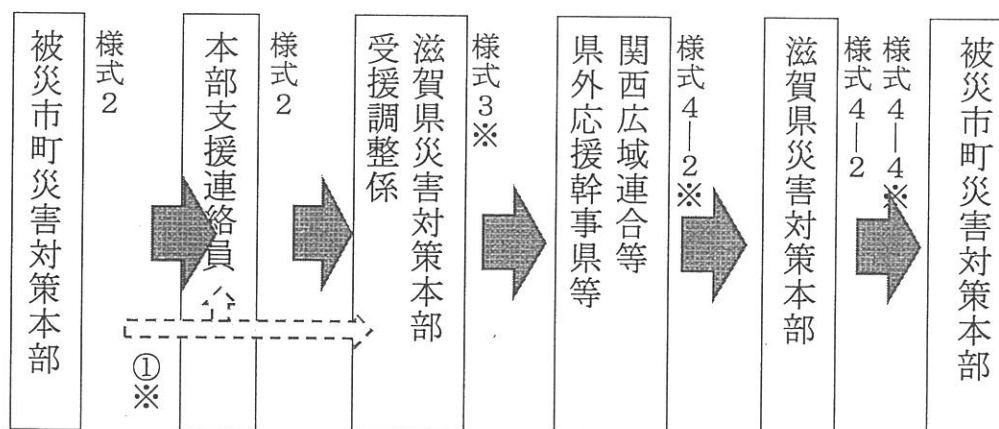 被災市町災害対策本部
様式2
①※
本部支援連絡員
様式2
滋賀県災害対策本部
受援調整係
様式3※
関西広域連合等
県外応援幹事県等
様式4―2※
滋賀県災害対策本部
様式4―4※
様式4―2
被災市町災害対策本部